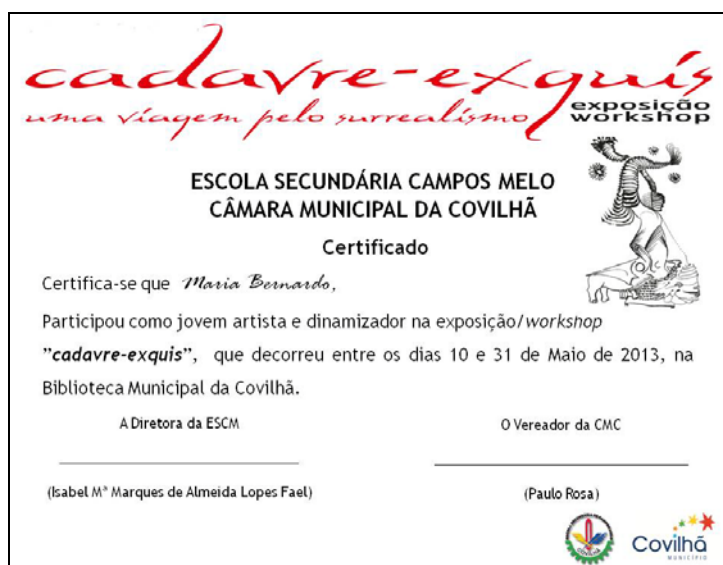 cadavre-exquis
uma viagem pelo surrealismo
exposição
workshop
ESCOLA SECUNDÁRIA CAMPOS MELO
CÂMARA MUNICIPAL DA COVILHÃ
Certificado
Certifica-se que Maria Bernardo,
Participou como jovem artista e dinamizador na exposição/workshop
"cadavre-exquis", que decorreu entre os dias 10 e 31 de Maio de 2013, na
Biblioteca Municipal da Covilhã.
A Diretora da ESCM
O Vereador da CMC
(Isabel Mª Marques de Almeida Lopes Fael)
(Paulo Rosa)
COVILHÃ
Covilhã
MUNICÍPIO